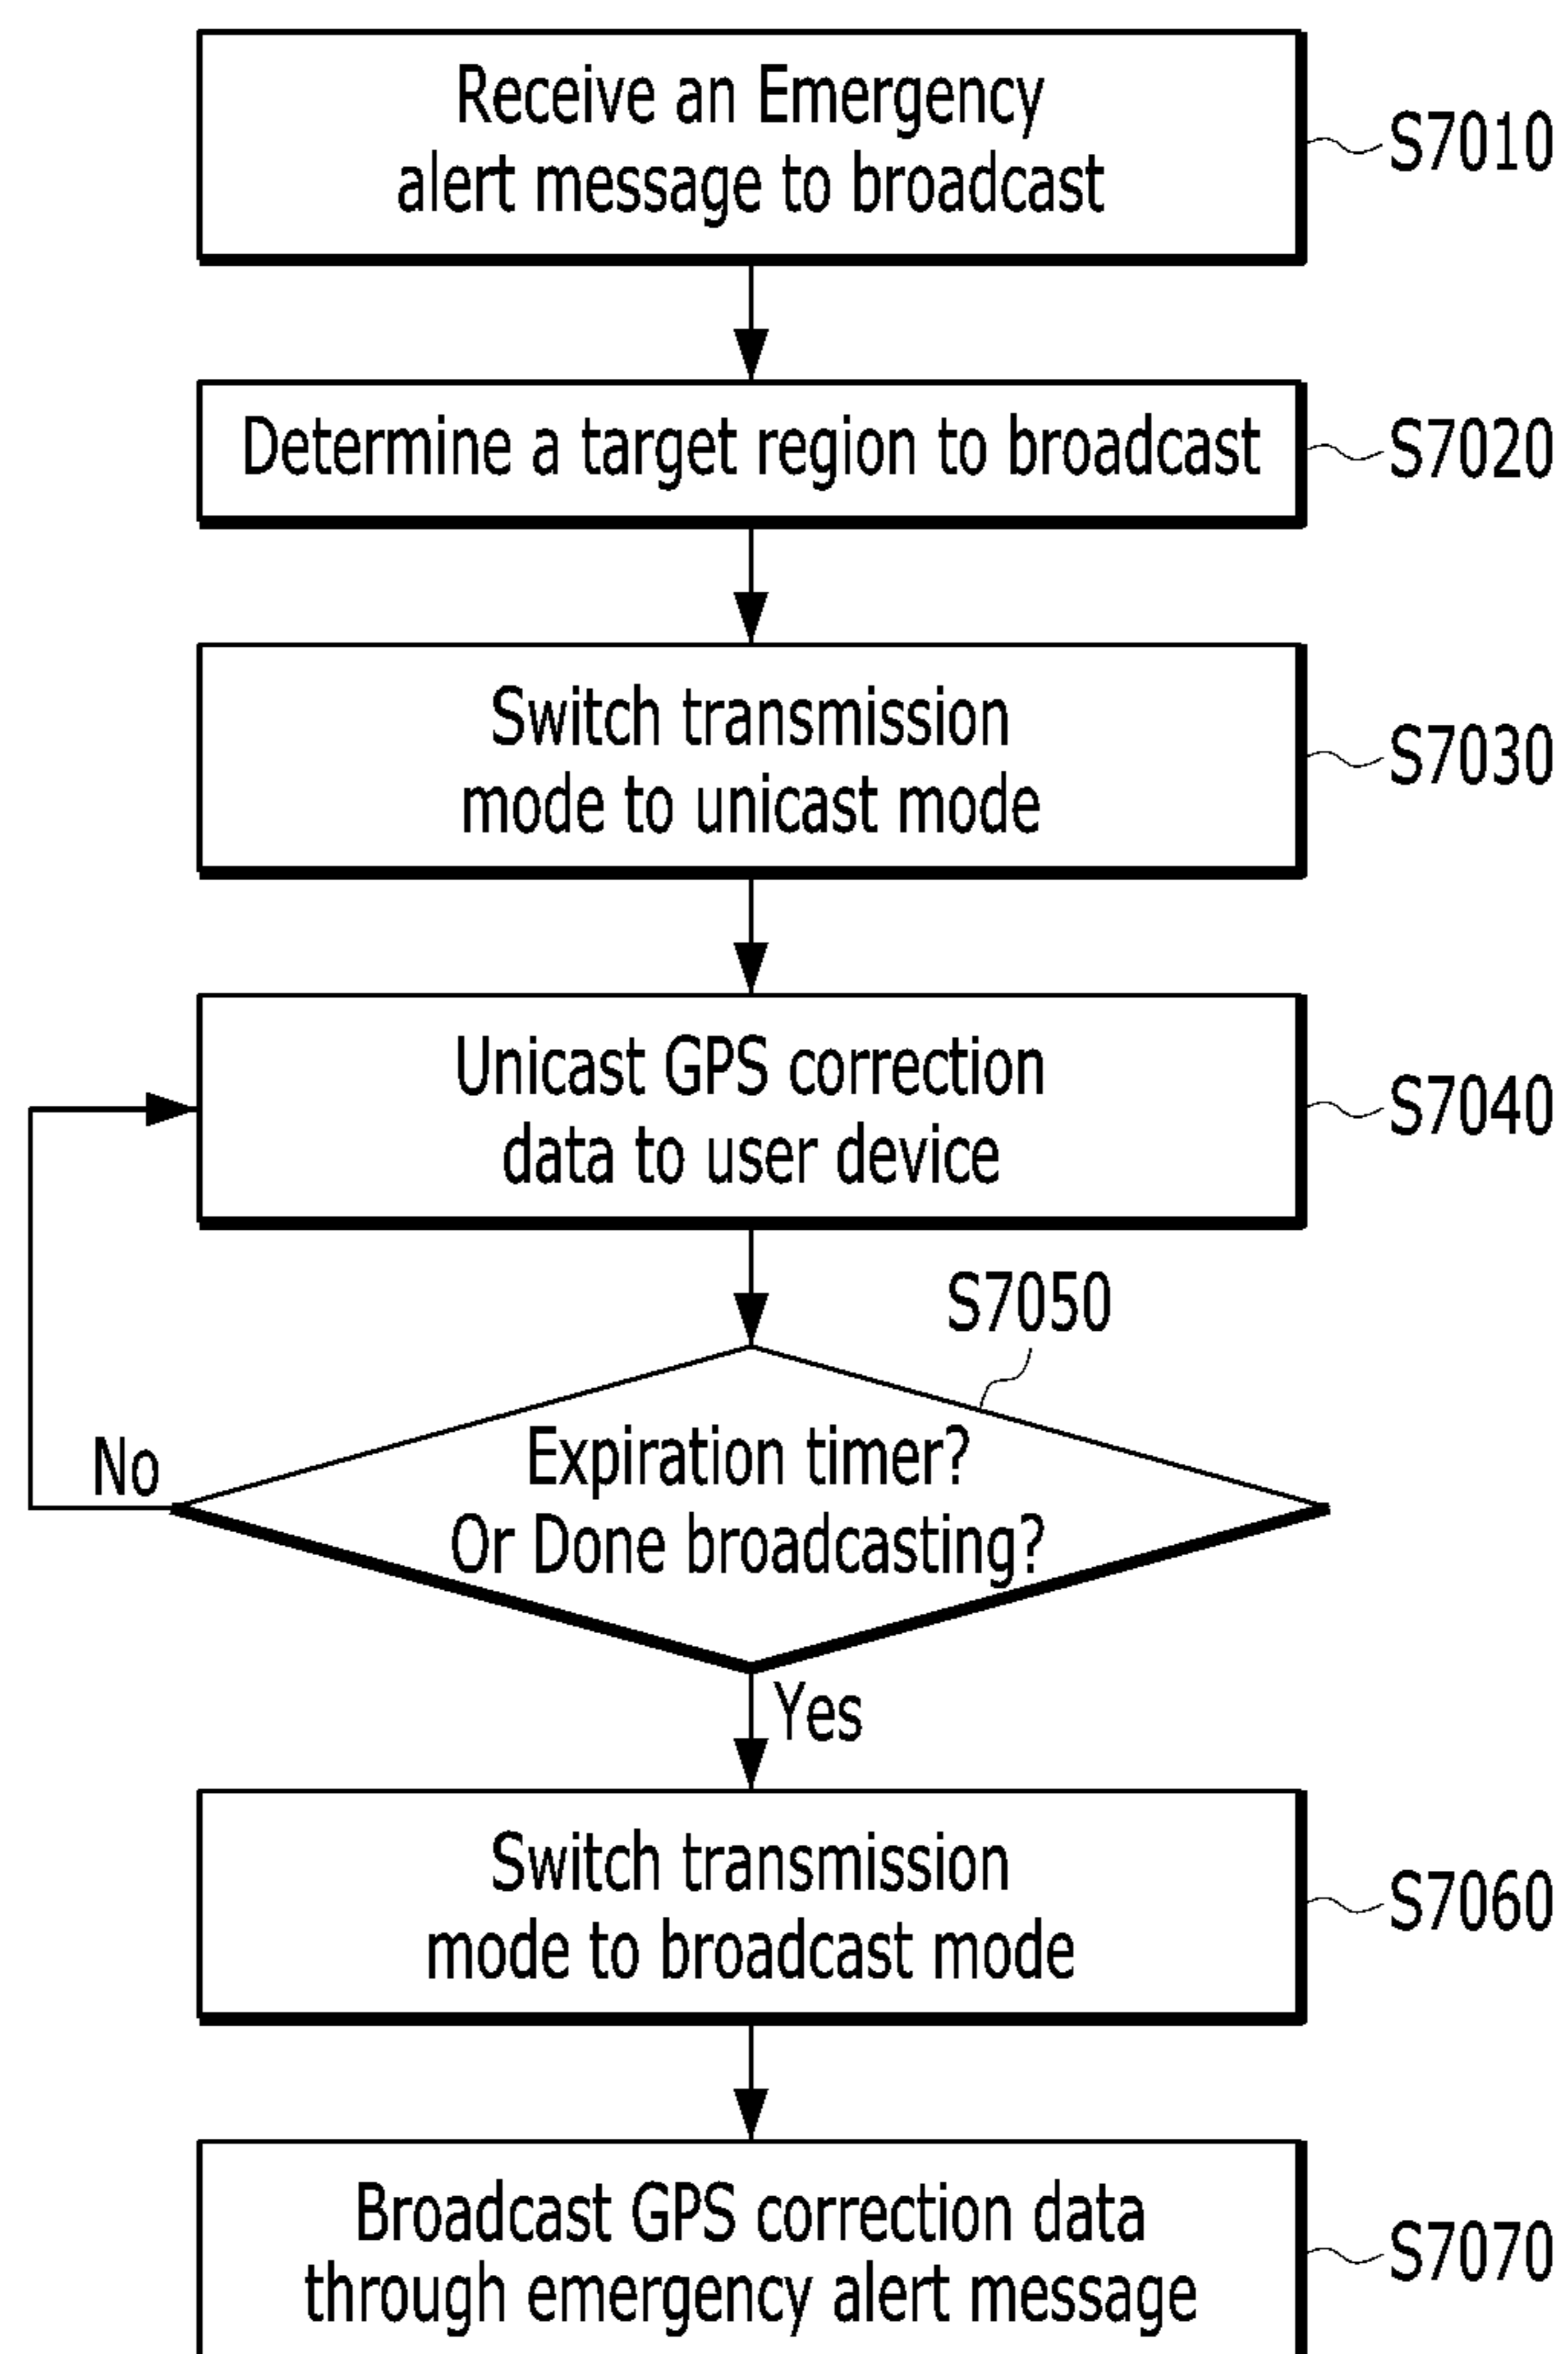 Receive an Emergency
alert message to broadcast
S7010
Determine a target region to broadcast
S7020
Switch transmission
mode to unicast mode
S7030
Unicast GPS correction
data to user device
S7040
S7050
Expiration timer?
Or Done broadcasting?
No
Yes
Switch transmission
mode to broadcast mode
S7060
Broadcast GPS correction data
through emergency alert message
S7070